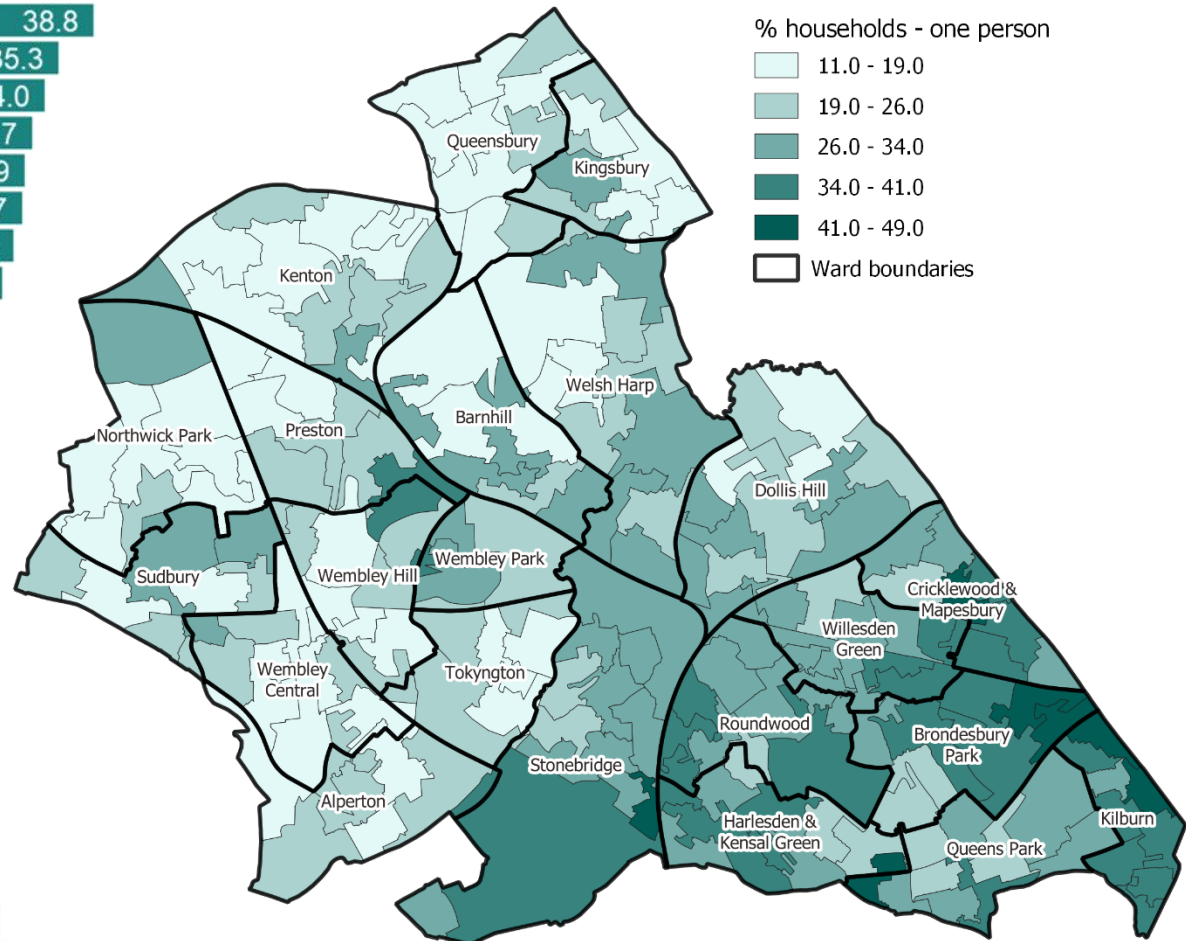 38.8
35.3
% households - one person
11.0 - 19.0
19.0 - 26.0
26.0 - 34.0
34.0 - 41.0
41.0 - 49.0
Ward boundaries
Queensbury
Kingsbury
Kenton
Welsh Harp
Barnhill
Preston
Northwick Park
Dollis Hill
Wembley Park
Wembley Hill
Sudbury
Cricklewood &
Mapesbury
Willesden
Green
Wembley
Central
Tokyngton
Roundwood
Brondesbury
Park
Stonebridge
Alperton
Harlesden &
Kensal Green
Kilburn
Queens Park